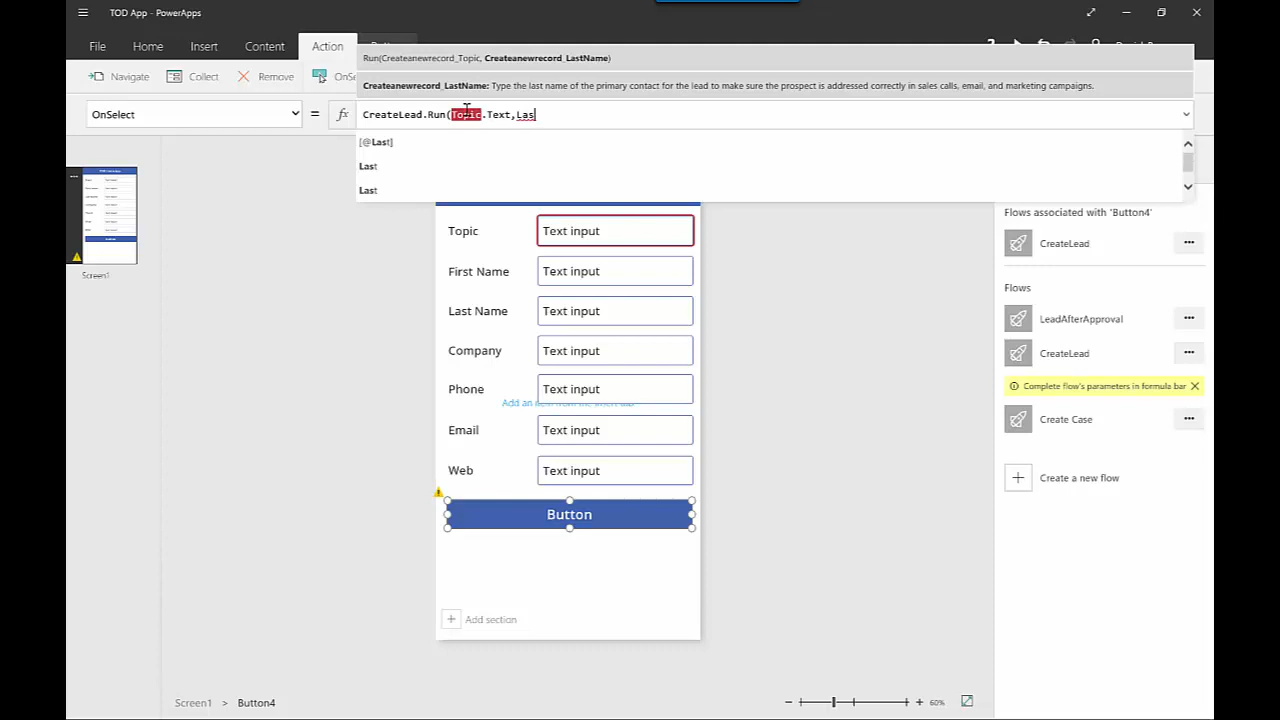 TOD App - PowerApps
File Home Insert Content Action
Run(Createanewrecord_Topic, Createanewrecord_LastName)
Navigate Collect Remove OnSe
Createanewrecord_LastName: Type the last name of the primary contact for the lead to make sure the prospect is addressed correctly in sales calls, email, and marketing campaigns.
OnSelect = fx CreateLead.Run(Topic.Text,Las
[@Last]
Last
Last
Flows associated with 'Button4'
CreateLead
Flows
LeadAfterApproval
CreateLead
Complete flow's parameters in formula bar
Create Case
Create a new flow
Screen1
Topic Text input
First Name Text input
Last Name Text input
Company Text input
Phone Text input
Add an
Email Text input
Web Text input
Button
Add section
Screen1 > Button4
60%